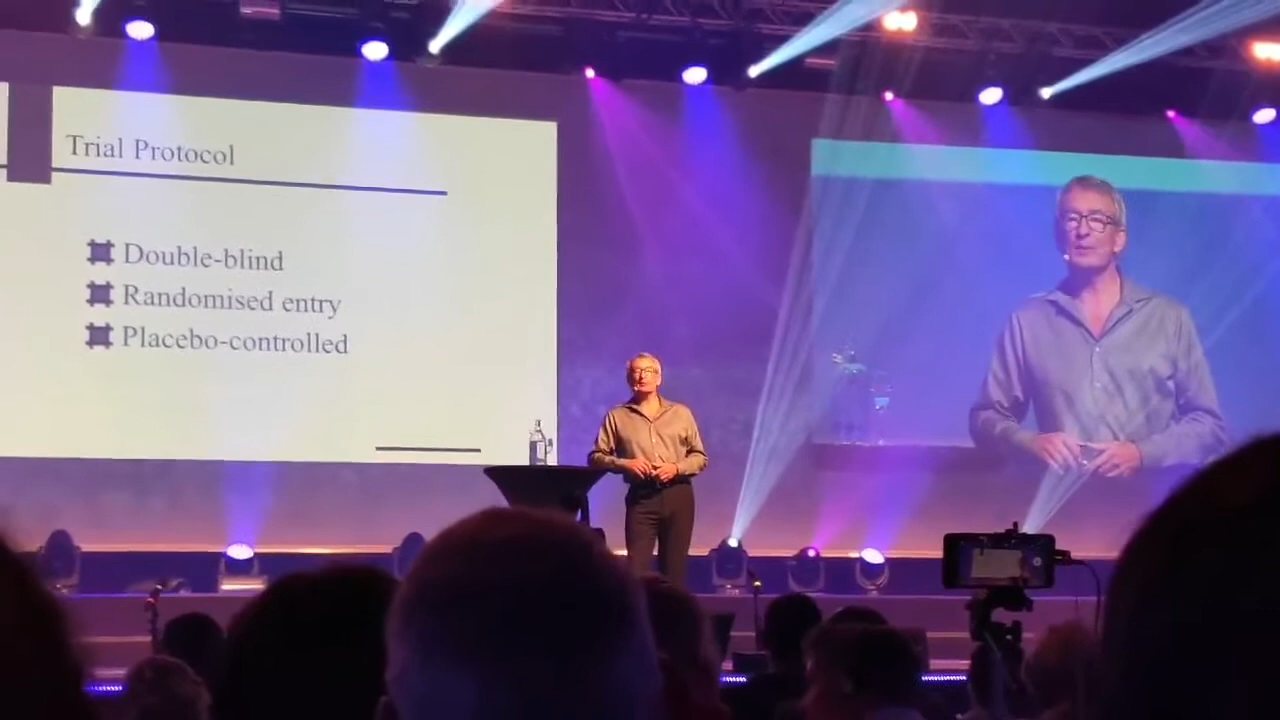 Trial Protocol
Double-blind
Randomised entry
Placebo-controlled